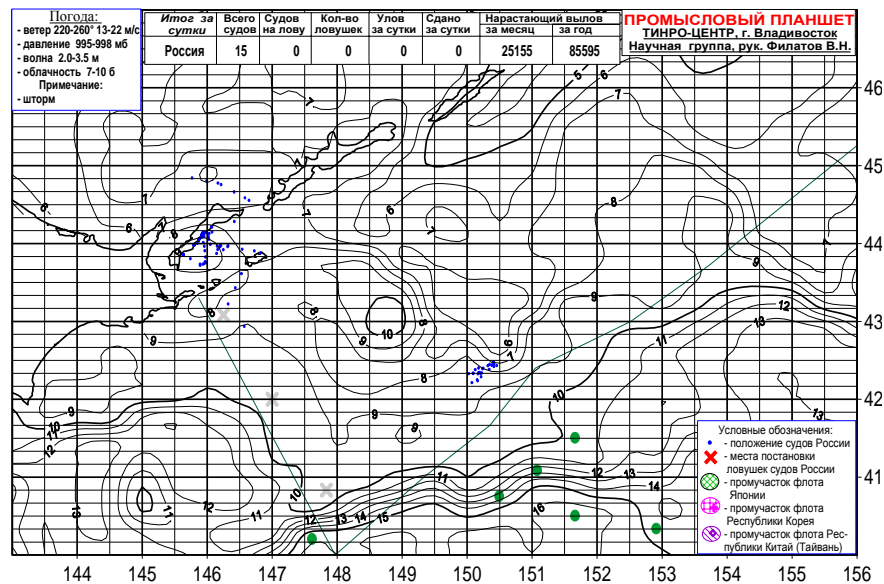 Погода:
- ветер 220-260° 13-22 м/с
- давление 995-998 мб
- волна 2.0-3.5 м
- облачность 7-10 б
Примечание:
- шторм
Итог за сутки Всего судов Судов на лову Кол-во ловушек Улов за сутки Сдано за сутки Нарастающий вылов за месяц за год
Россия 15 0 0 0 0 25155 85595
ПРОМЫСЛОВЫЙ ПЛАНШЕТ
ТИНРО-ЦЕНТР, г. Владивосток
Научная группа, рук. Филатов В.Н.
46
45
44
43
42
41
Условные обозначения:
- положение судов России
- места постановки
ловушек судов России
- промучасток флота
Японии
- промучасток флота
Республики Корея
- промучасток флота Рес-
публики Китай (Тайвань)
144 145 146 147 148 149 150 151 152 153 154 155 156